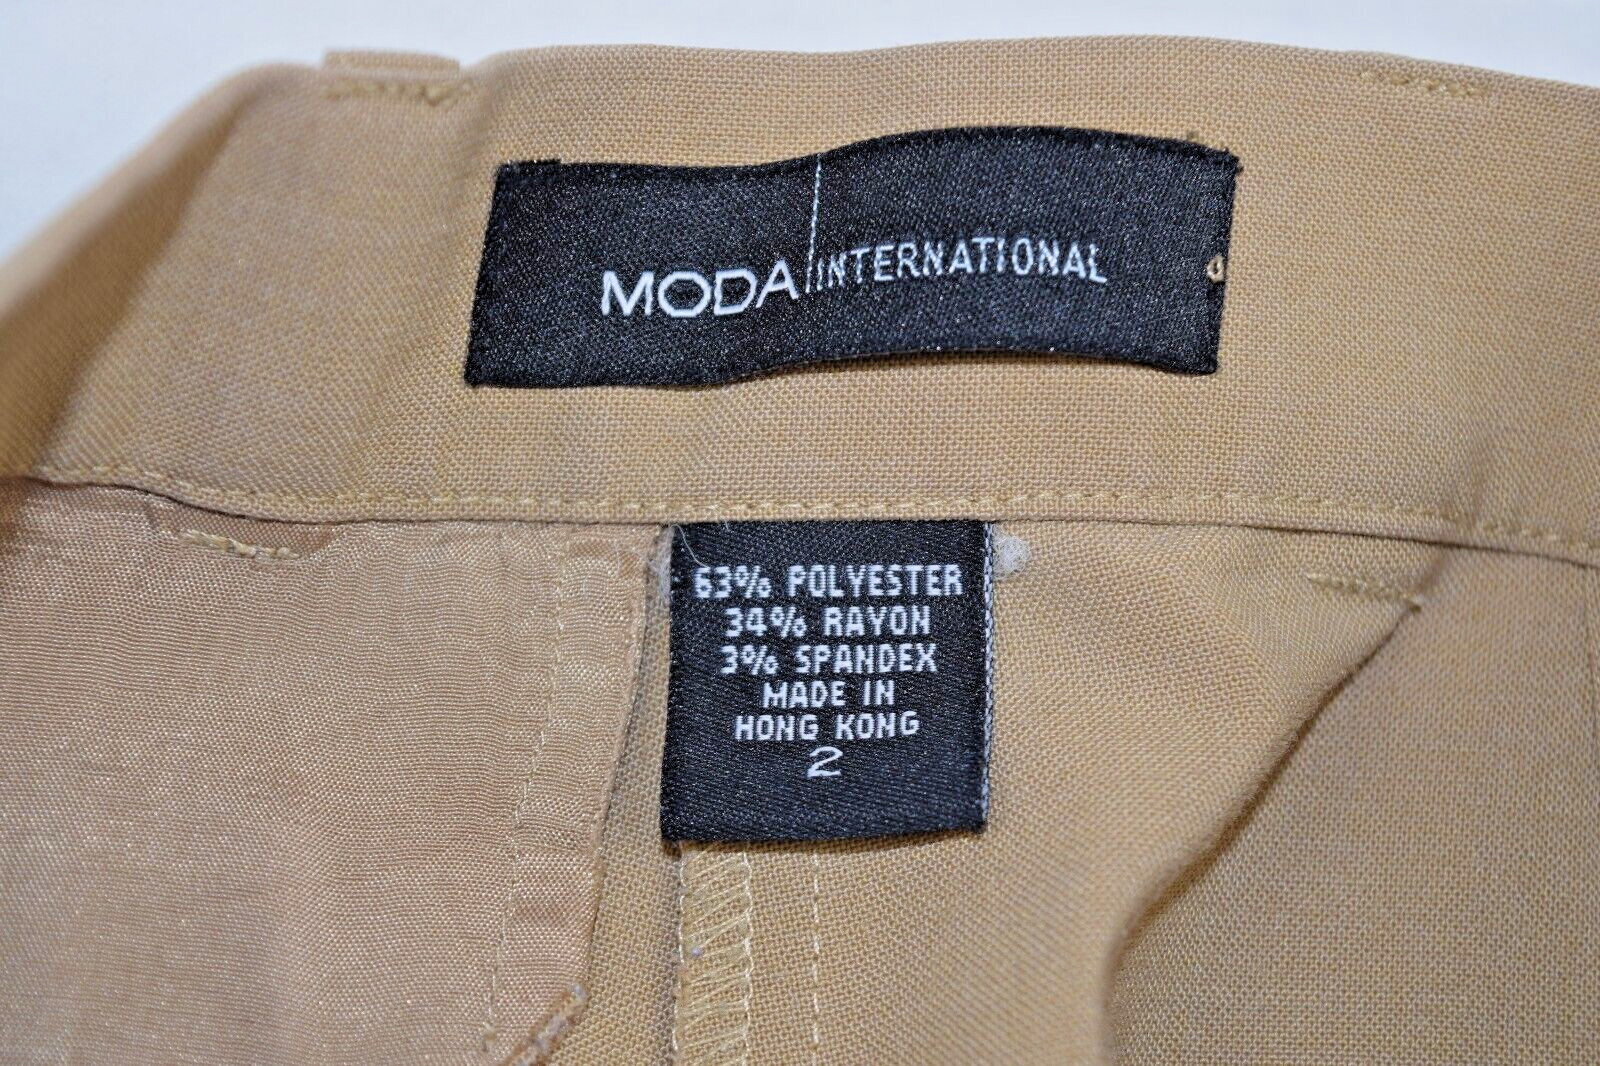 MODA INTERNATIONAL
63% POLYESTER
34% RAYON
3% SPANDEX
MADE IN
HONG KONG
2